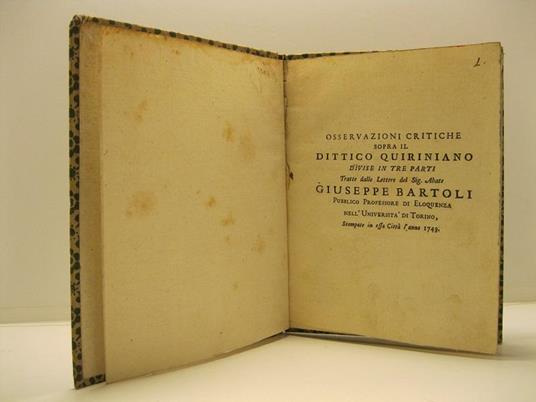 1.
OSSERVAZIONI CRITICHE
SOPRA IL
DITTICO QUIRINIANO
DIVISE IN TRE PARTI
Tratte dalle Lettere del Sig. Abate
GIUSEPPE BARTOLI
PUBBLICO PROFESSORE DI ELOQUENZA
NELL' UNIVERSITA' DI TORINO,
Stampate in essa Città l'anno 1749.